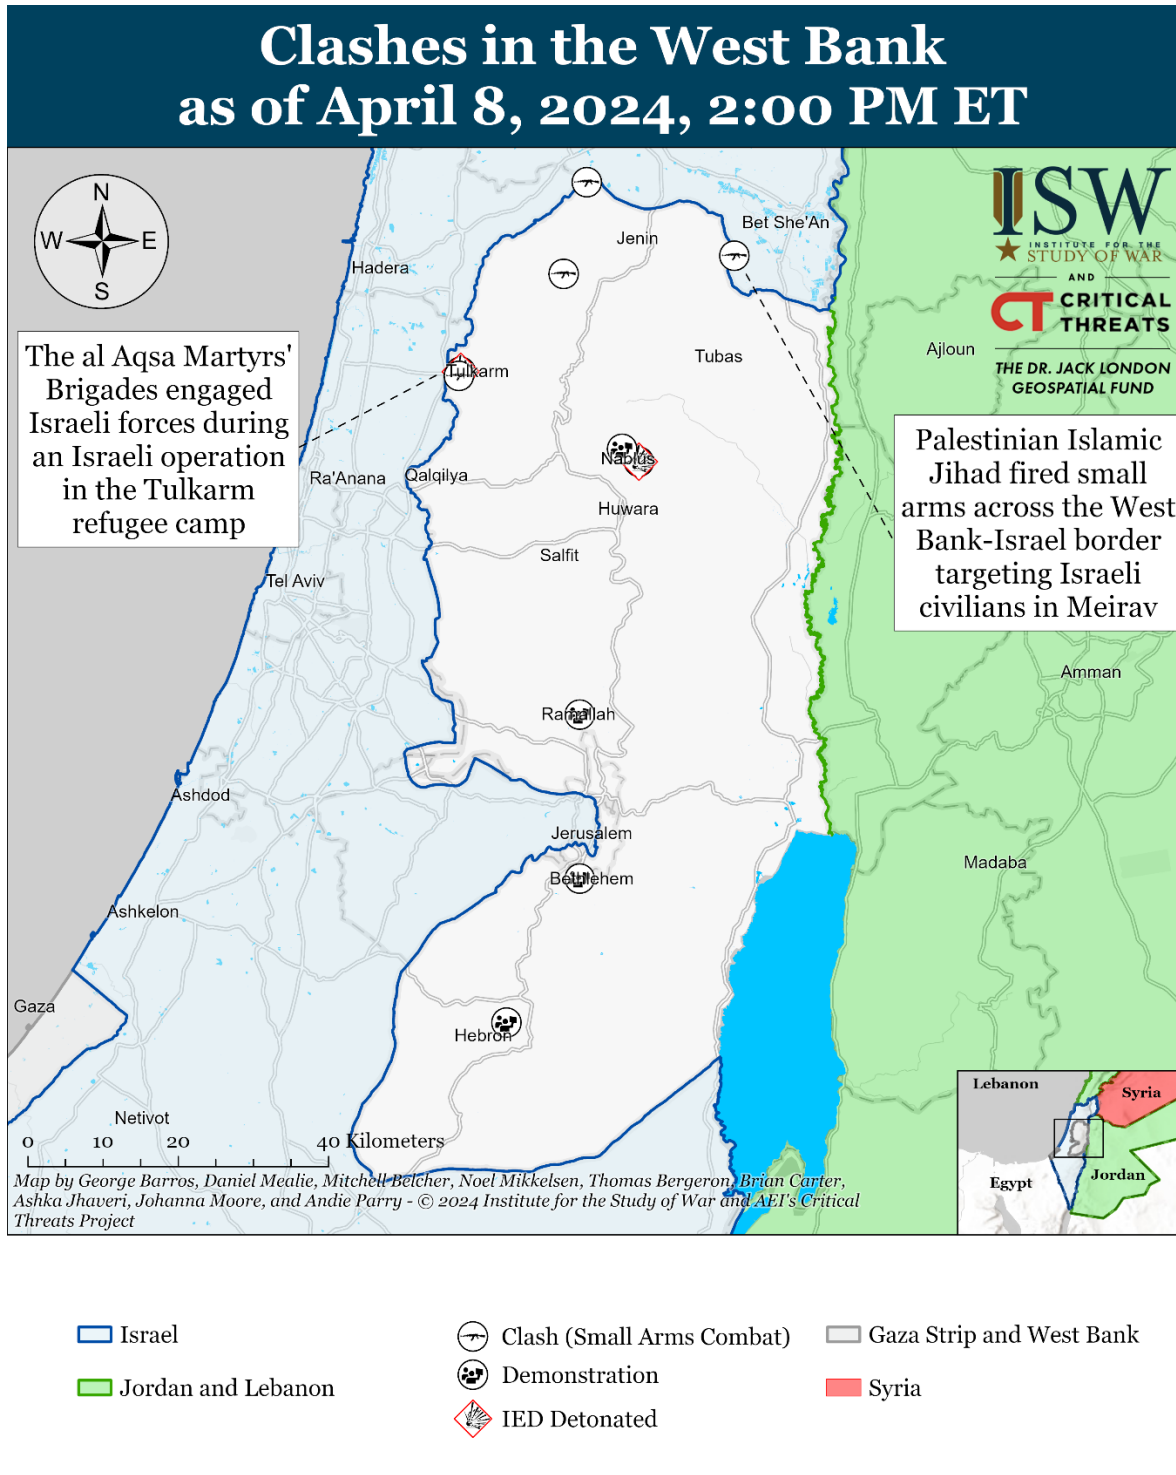 Clashes in the West Bank
as of April 8, 2024, 2:00 PM ET
N
W
E
S
ISW
INSTITUTE FOR THE
STUDY OF WAR
AND
CT CRITICAL
THREATS
THE DR. JACK LONDON
GEOSPATIAL FUND
Jenin
Bet She'An
Hadera
The al Aqsa Martyrs'
Brigades engaged
Israeli forces during
an Israeli operation
in the Tulkarm
refugee camp
Tulkarm
Tubas
Ajloun
Palestinian Islamic
Jihad fired small
arms across the West
Bank-Israel border
targeting Israeli
civilians in Meirav
Nablus
Ra'Anana
Qalqilya
Huwara
Salfit
Tel Aviv
Amman
Ramallah
Ashdod
Jerusalem
Madaba
Bethlehem
Ashkelon
Gaza
Hebron
Netivot
0 10 20 40 Kilometers
Map by George Barros, Daniel Mealie, Mitchell Belcher, Noel Mikkelsen, Thomas Bergeron, Brian Carter,
Ashka Jhaveri, Johanna Moore, and Andie Parry - © 2024 Institute for the Study of War and AEI's Critical
Threats Project
Lebanon
Syria
Jordan
Egypt
Israel
Jordan and Lebanon
Clash (Small Arms Combat)
Demonstration
IED Detonated
Gaza Strip and West Bank
Syria